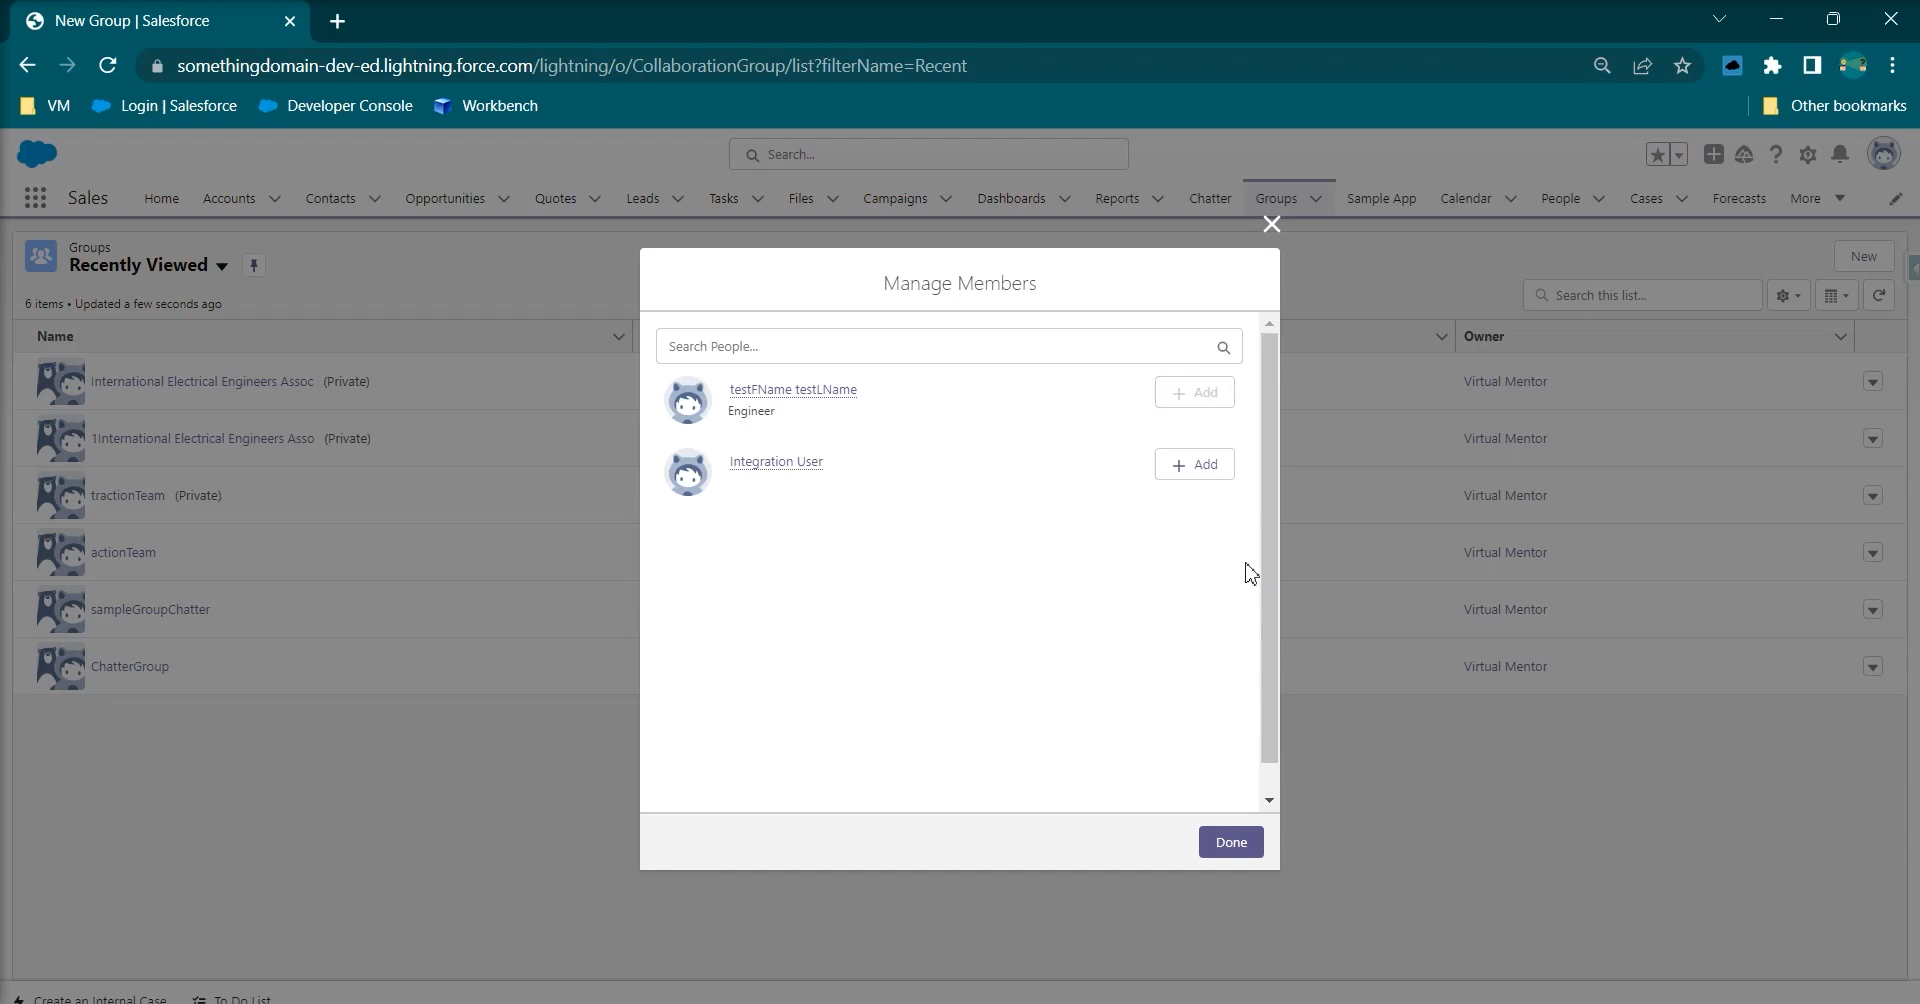 New Group | Salesforce
somethingdomain-dev-ed.lightning.force.com/lightning/o/CollaborationGroup/list?filterName=Recent
VM Login | Salesforce Developer Console Workbench Other bookmarks
Search...
Sales Home Accounts Contacts Opportunities Quotes Leads Tasks Files Campaigns Dashboards Reports Chatter Groups Sample App Calendar People Cases Forecasts More
Groups
Recently Viewed
New
6 items • Updated a few seconds ago
Search this list...
Name Owner
International Electrical Engineers Assoc (Private) Virtual Mentor
1International Electrical Engineers Asso (Private) Virtual Mentor
tractionTeam (Private) Virtual Mentor
actionTeam Virtual Mentor
sampleGroupChatter Virtual Mentor
ChatterGroup Virtual Mentor
Manage Members
Search People...
testFName testLName
Engineer
+ Add
Integration User
+ Add
Done
Create an Internal Case To Do List